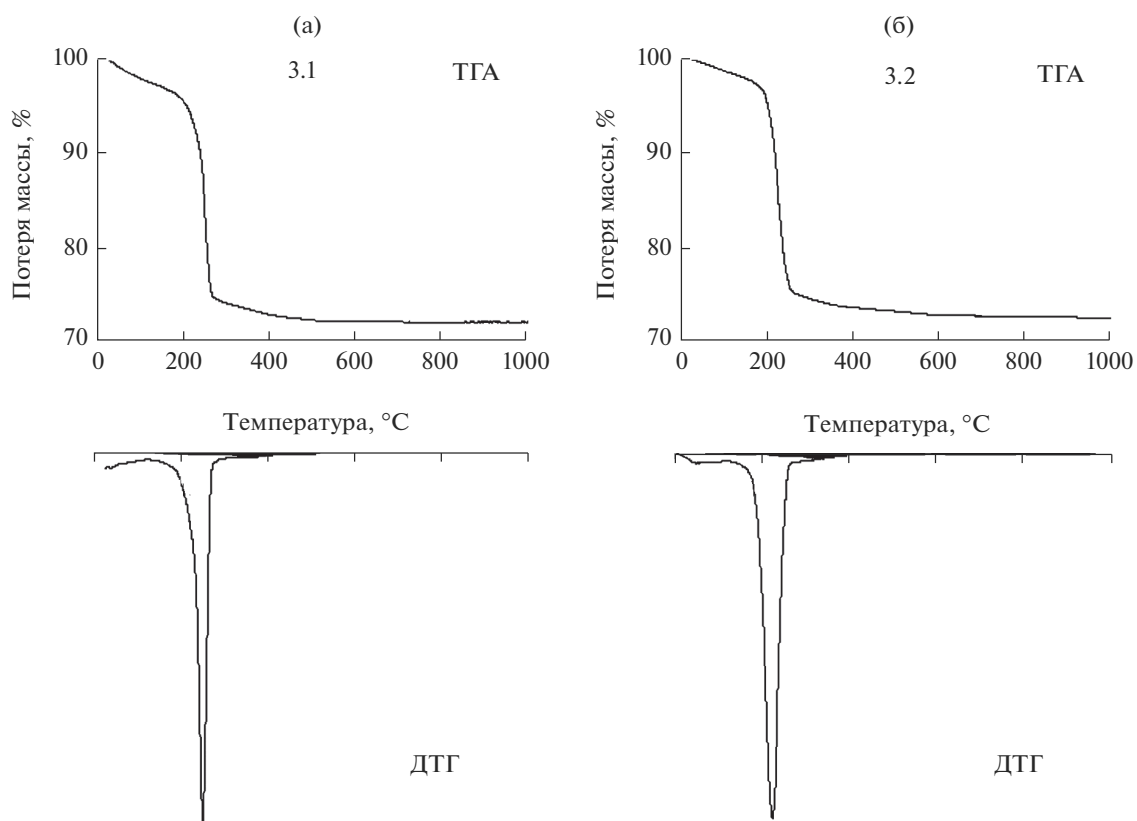 (а)
3.1
ТГА
Потеря массы, %
100
90
80
70
0 200 400 600 800 1000
Температура, °C
ДТГ
(б)
3.2
ТГА
Потеря массы, %
100
90
80
70
0 200 400 600 800 1000
Температура, °C
ДТГ